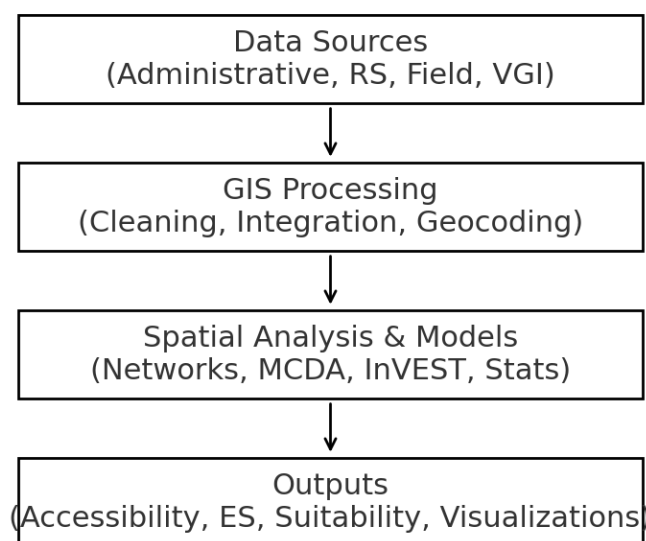 Data Sources
(Administrative, RS, Field, VGI)
GIS Processing
(Cleaning, Integration, Geocoding)
Spatial Analysis & Models
(Networks, MCDA, InVEST, Stats)
Outputs
(Accessibility, ES, Suitability, Visualizations)